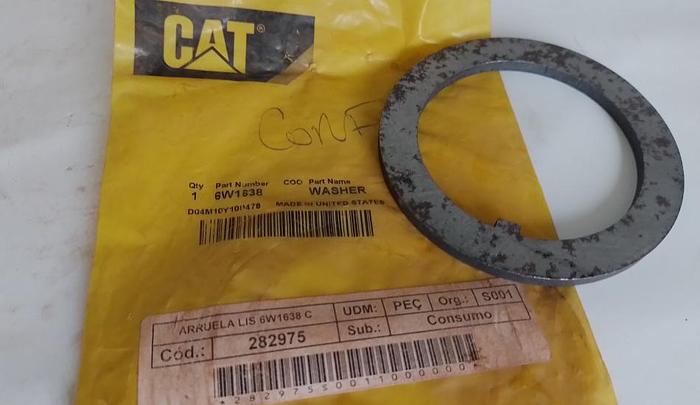 CAT®
CONF
Qty Part Number COO Part Name
1 6W1638 WASHER
MADE IN UNITED STATES
ARRUELA LIS 6W1638 C UDM: PEÇ Org.: S001
Cód.: 282975 Sub.: Consumo